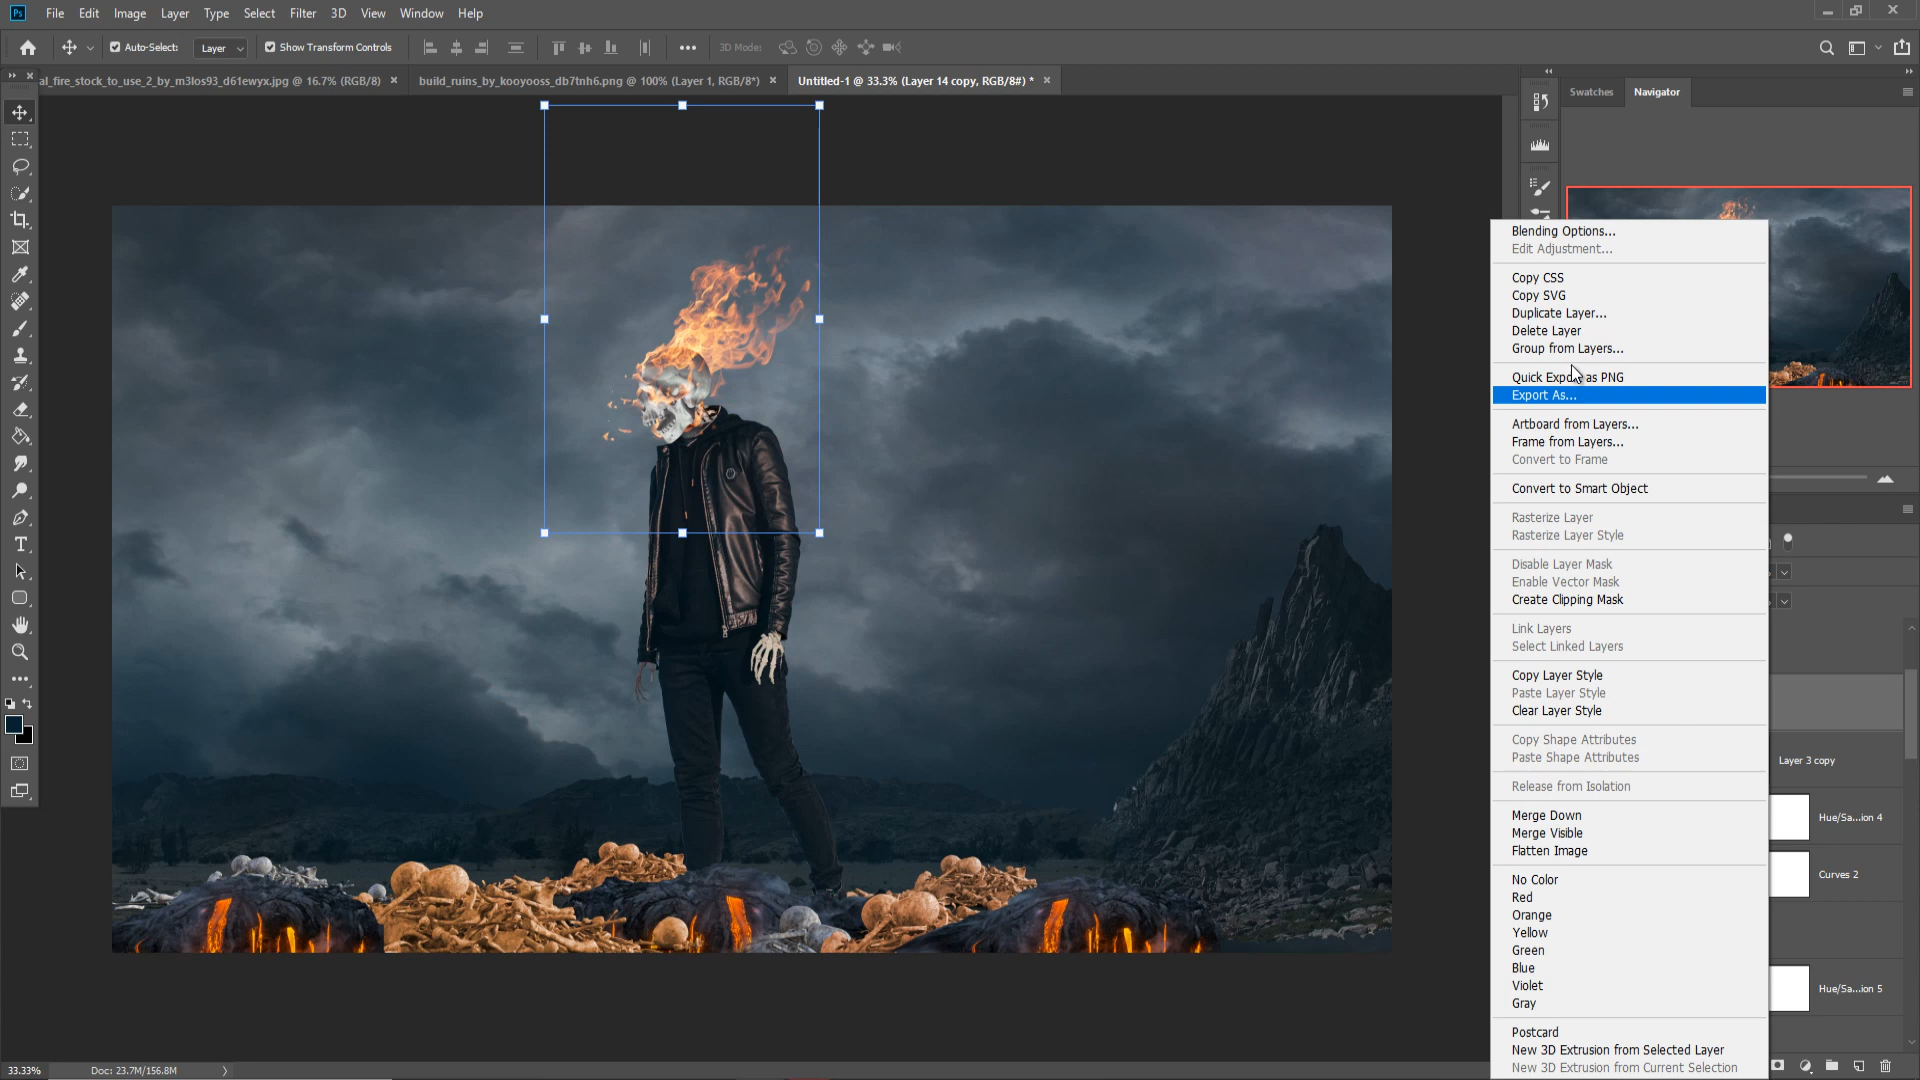 Ps File Edit Image Layer Type Select Filter 3D View Window Help
Auto-Select: Layer Show Transform Controls 3D Mode:
al_fire_stock_to_use_2_by_m3los93_d61ewyx.jpg @ 16.7% (RGB/8) × build_ruins_by_kooyooss_db7tnh6.png @ 100% (Layer 1, RGB/8*) × Untitled-1 @ 33.3% (Layer 14 copy, RGB/8#) * ×
Swatches Navigator
Blending Options...
Edit Adjustment...
Copy CSS
Copy SVG
Duplicate Layer...
Delete Layer
Group from Layers...
Quick Export as PNG
Export As...
Artboard from Layers...
Frame from Layers...
Convert to Frame
Convert to Smart Object
Rasterize Layer
Rasterize Layer Style
Disable Layer Mask
Enable Vector Mask
Create Clipping Mask
Link Layers
Select Linked Layers
Copy Layer Style
Paste Layer Style
Clear Layer Style
Copy Shape Attributes
Paste Shape Attributes
Release from Isolation
Merge Down
Merge Visible
Flatten Image
No Color
Red
Orange
Yellow
Green
Blue
Violet
Gray
Postcard
New 3D Extrusion from Selected Layer
New 3D Extrusion from Current Selection
Layer 3 copy
Hue/Sa...ion 4
Curves 2
Hue/Sa...ion 5
33.33% Doc: 23.7M/156.8M